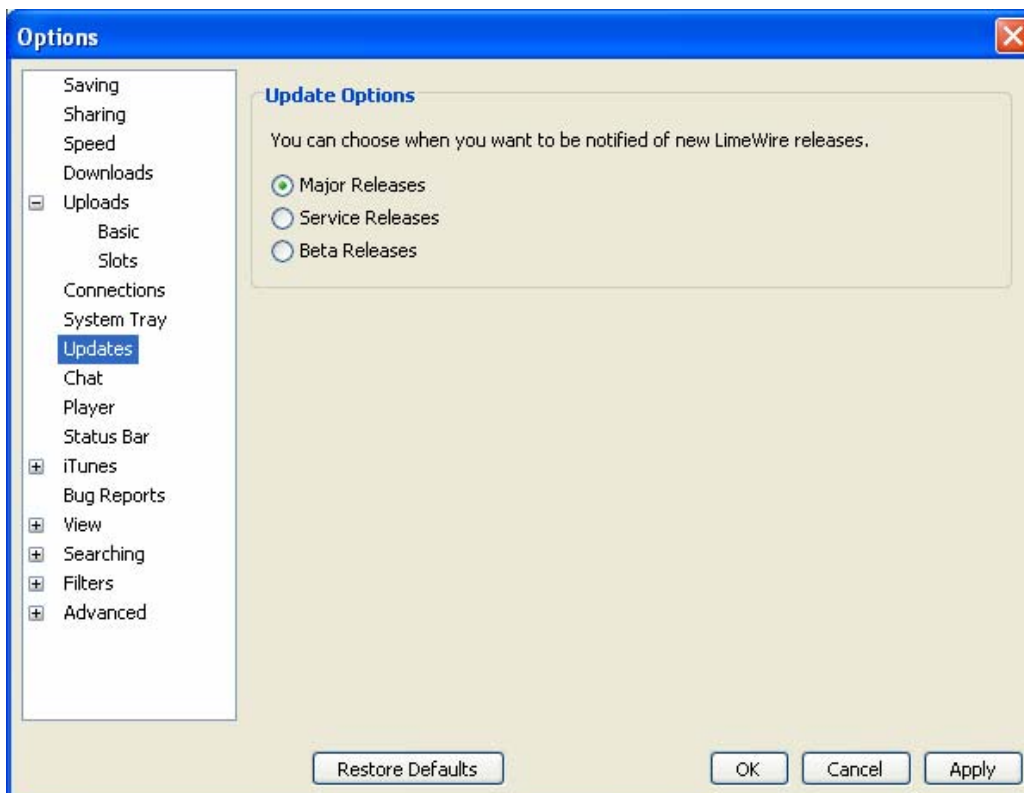 Options
Saving
Sharing
Speed
Downloads
Uploads
Basic
Slots
Connections
System Tray
Updates
Chat
Player
Status Bar
iTunes
Bug Reports
View
Searching
Filters
Advanced
Update Options
You can choose when you want to be notified of new LimeWire releases.
Major Releases
Service Releases
Beta Releases
Restore Defaults
OK
Cancel
Apply